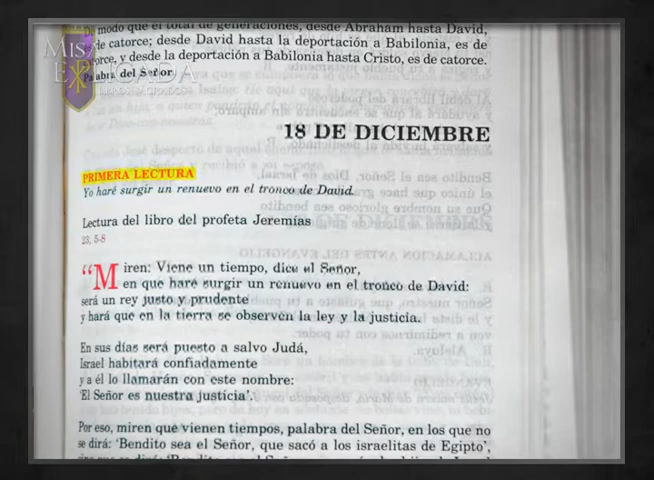 modo que el total de generaciones, desde Abraham hasta David,
de catorce; desde David hasta la deportación a Babilonia, es de
y desde la deportación a Babilonia hasta Cristo, es de catorce.
Palabra del Señor
MISA
EXPLICADA
18 DE DICIEMBRE
PRIMERA LECTURA
Yo haré surgir un renuevo en el tronco de David.
Lectura del libro del profeta Jeremías
23, 5-8
“Miren: Viene un tiempo, dice el Señor,
en que haré surgir un renuevo en el tronco de David:
será un rey justo y prudente
y hará que en la tierra se observen la ley y la justicia.
En sus días será puesto a salvo Judá,
Israel habitará confiadamente
y a él lo llamarán con este nombre:
‘El Señor es nuestra justicia’.
Por eso, miren que vienen tiempos, palabra del Señor, en los que no
se dirá: ‘Bendito sea el Señor, que sacó a los israelitas de Egipto’,